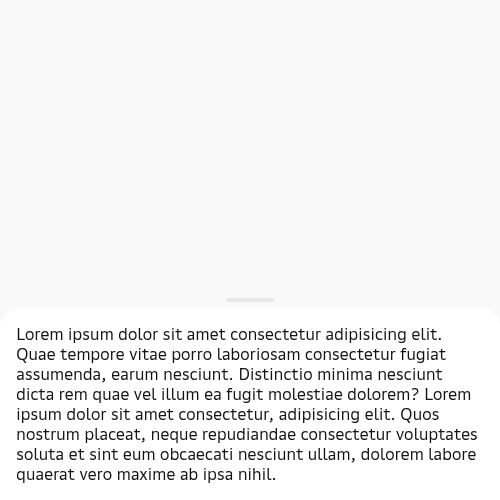 Lorem ipsum dolor sit amet consectetur adipisicing elit.
Quae tempore vitae porro laboriosam consectetur fugiat
assumenda, earum nesciunt. Distinctio minima nesciunt
dicta rem quae vel illum ea fugit molestiae dolorem? Lorem
ipsum dolor sit amet consectetur, adipisicing elit. Quos
nostrum placeat, neque repudiandae consectetur voluptates
soluta et sint eum obcaecati nesciunt ullam, dolorem labore
quaerat vero maxime ab ipsa nihil.